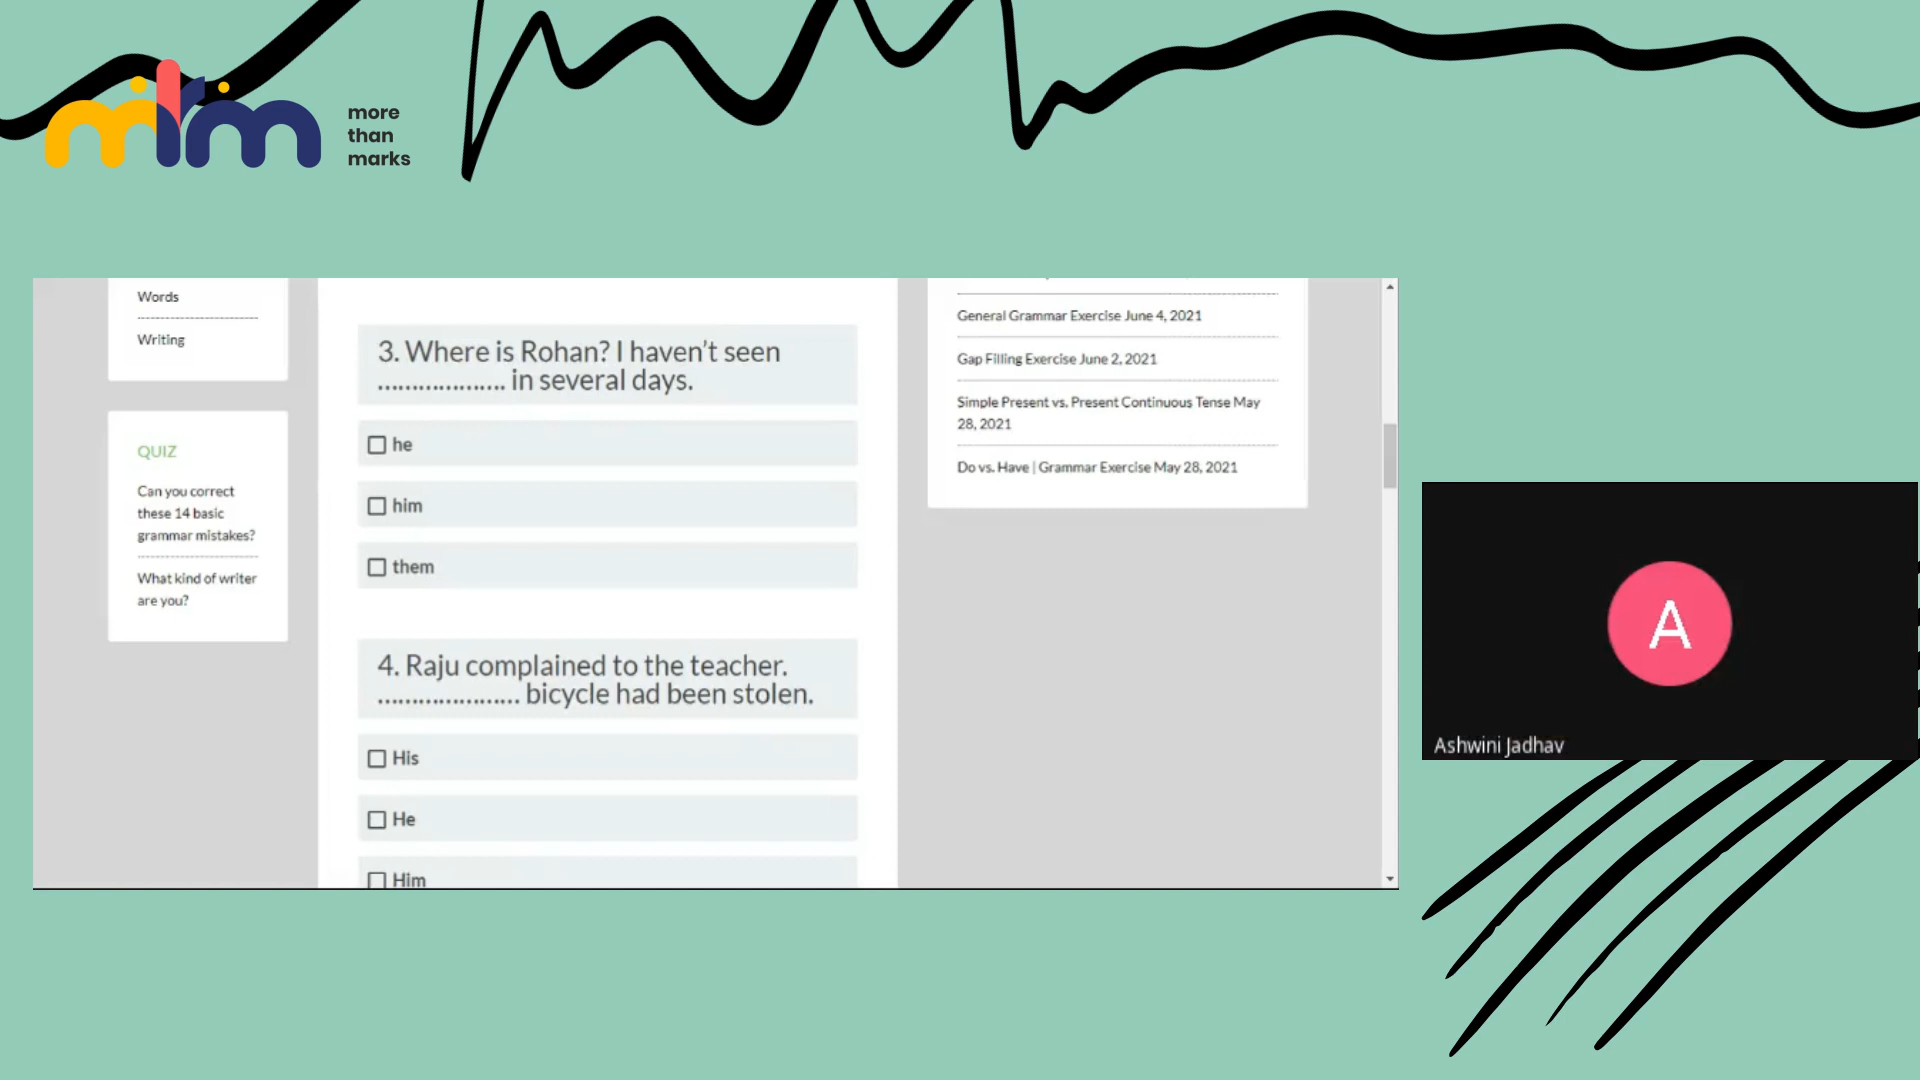 mtm
more
than
marks
Words
Writing
QUIZ
Can you correct
these 14 basic
grammar mistakes?
What kind of writer
are you?
3. Where is Rohan? I haven’t seen
………………. in several days.
he
him
them
4. Raju complained to the teacher.
………………… bicycle had been stolen.
His
He
Him
General Grammar Exercise June 4, 2021
Gap Filling Exercise June 2, 2021
Simple Present vs. Present Continuous Tense May
28, 2021
Do vs. Have | Grammar Exercise May 28, 2021
A
Ashwini Jadhav